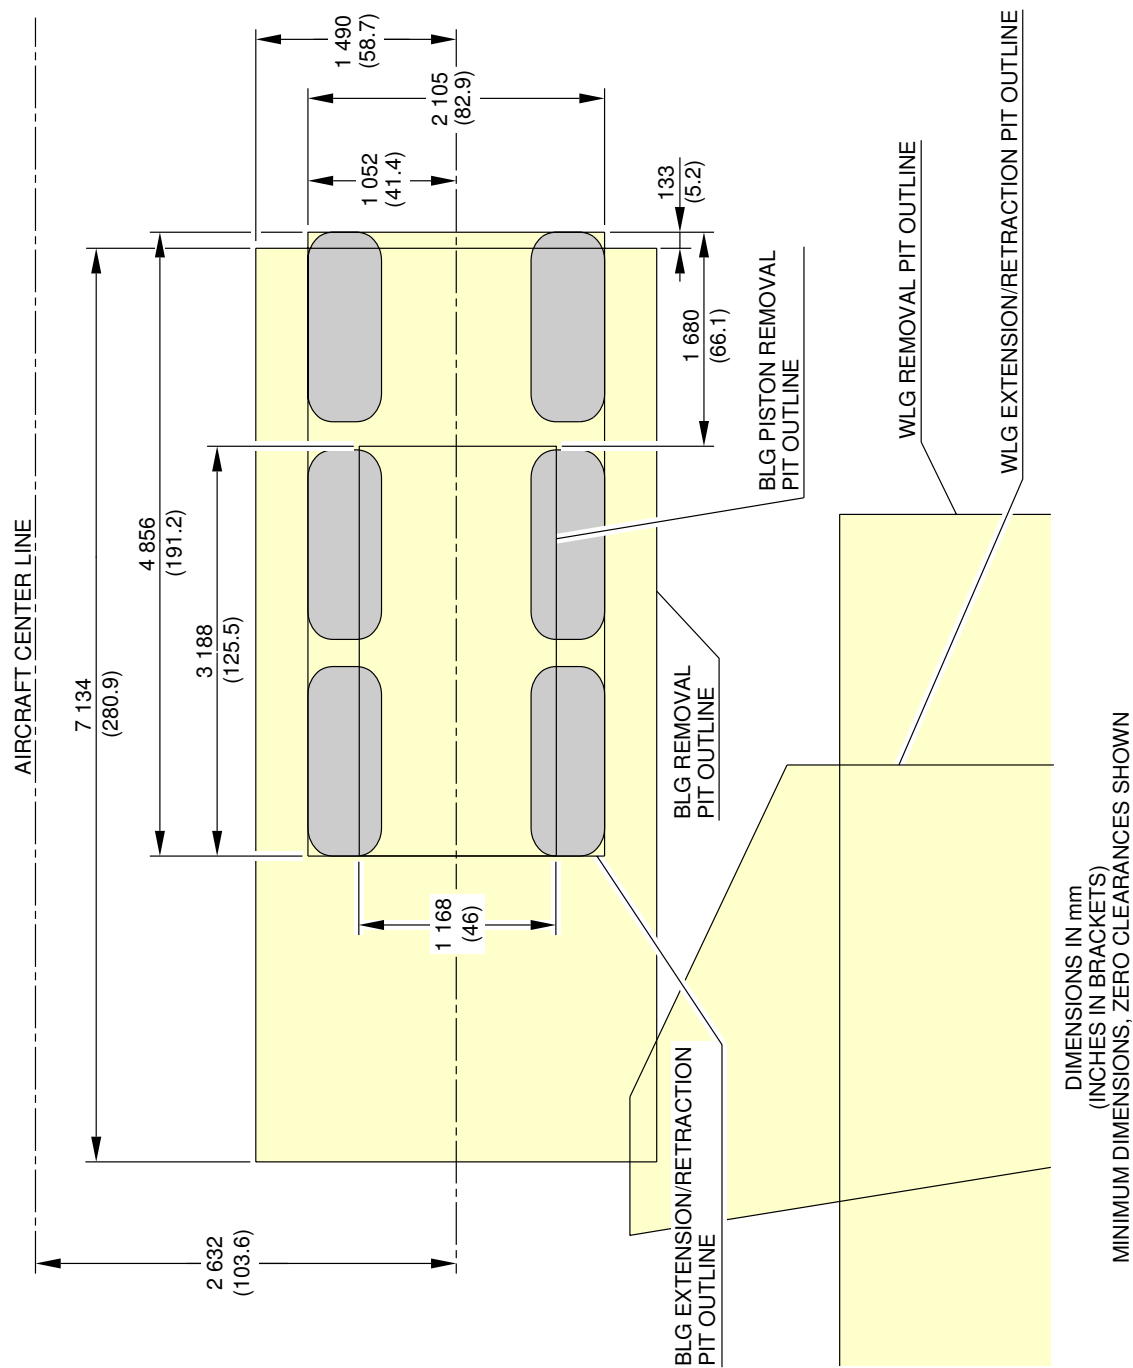 AIRCRAFT CENTER LINE
7 134
(280.9)
4 856
(191.2)
3 188
(125.5)
2 632
(103.6)
1 490
(58.7)
2 105
(82.9)
1 052
(41.4)
133
(5.2)
1 680
(66.1)
1 168
(46)
BLG PISTON REMOVAL
PIT OUTLINE
BLG REMOVAL
PIT OUTLINE
BLG EXTENSION/RETRACTION
PIT OUTLINE
WLG REMOVAL PIT OUTLINE
WLG EXTENSION/RETRACTION PIT OUTLINE
DIMENSIONS IN mm
(INCHES IN BRACKETS)
MINIMUM DIMENSIONS, ZERO CLEARANCES SHOWN